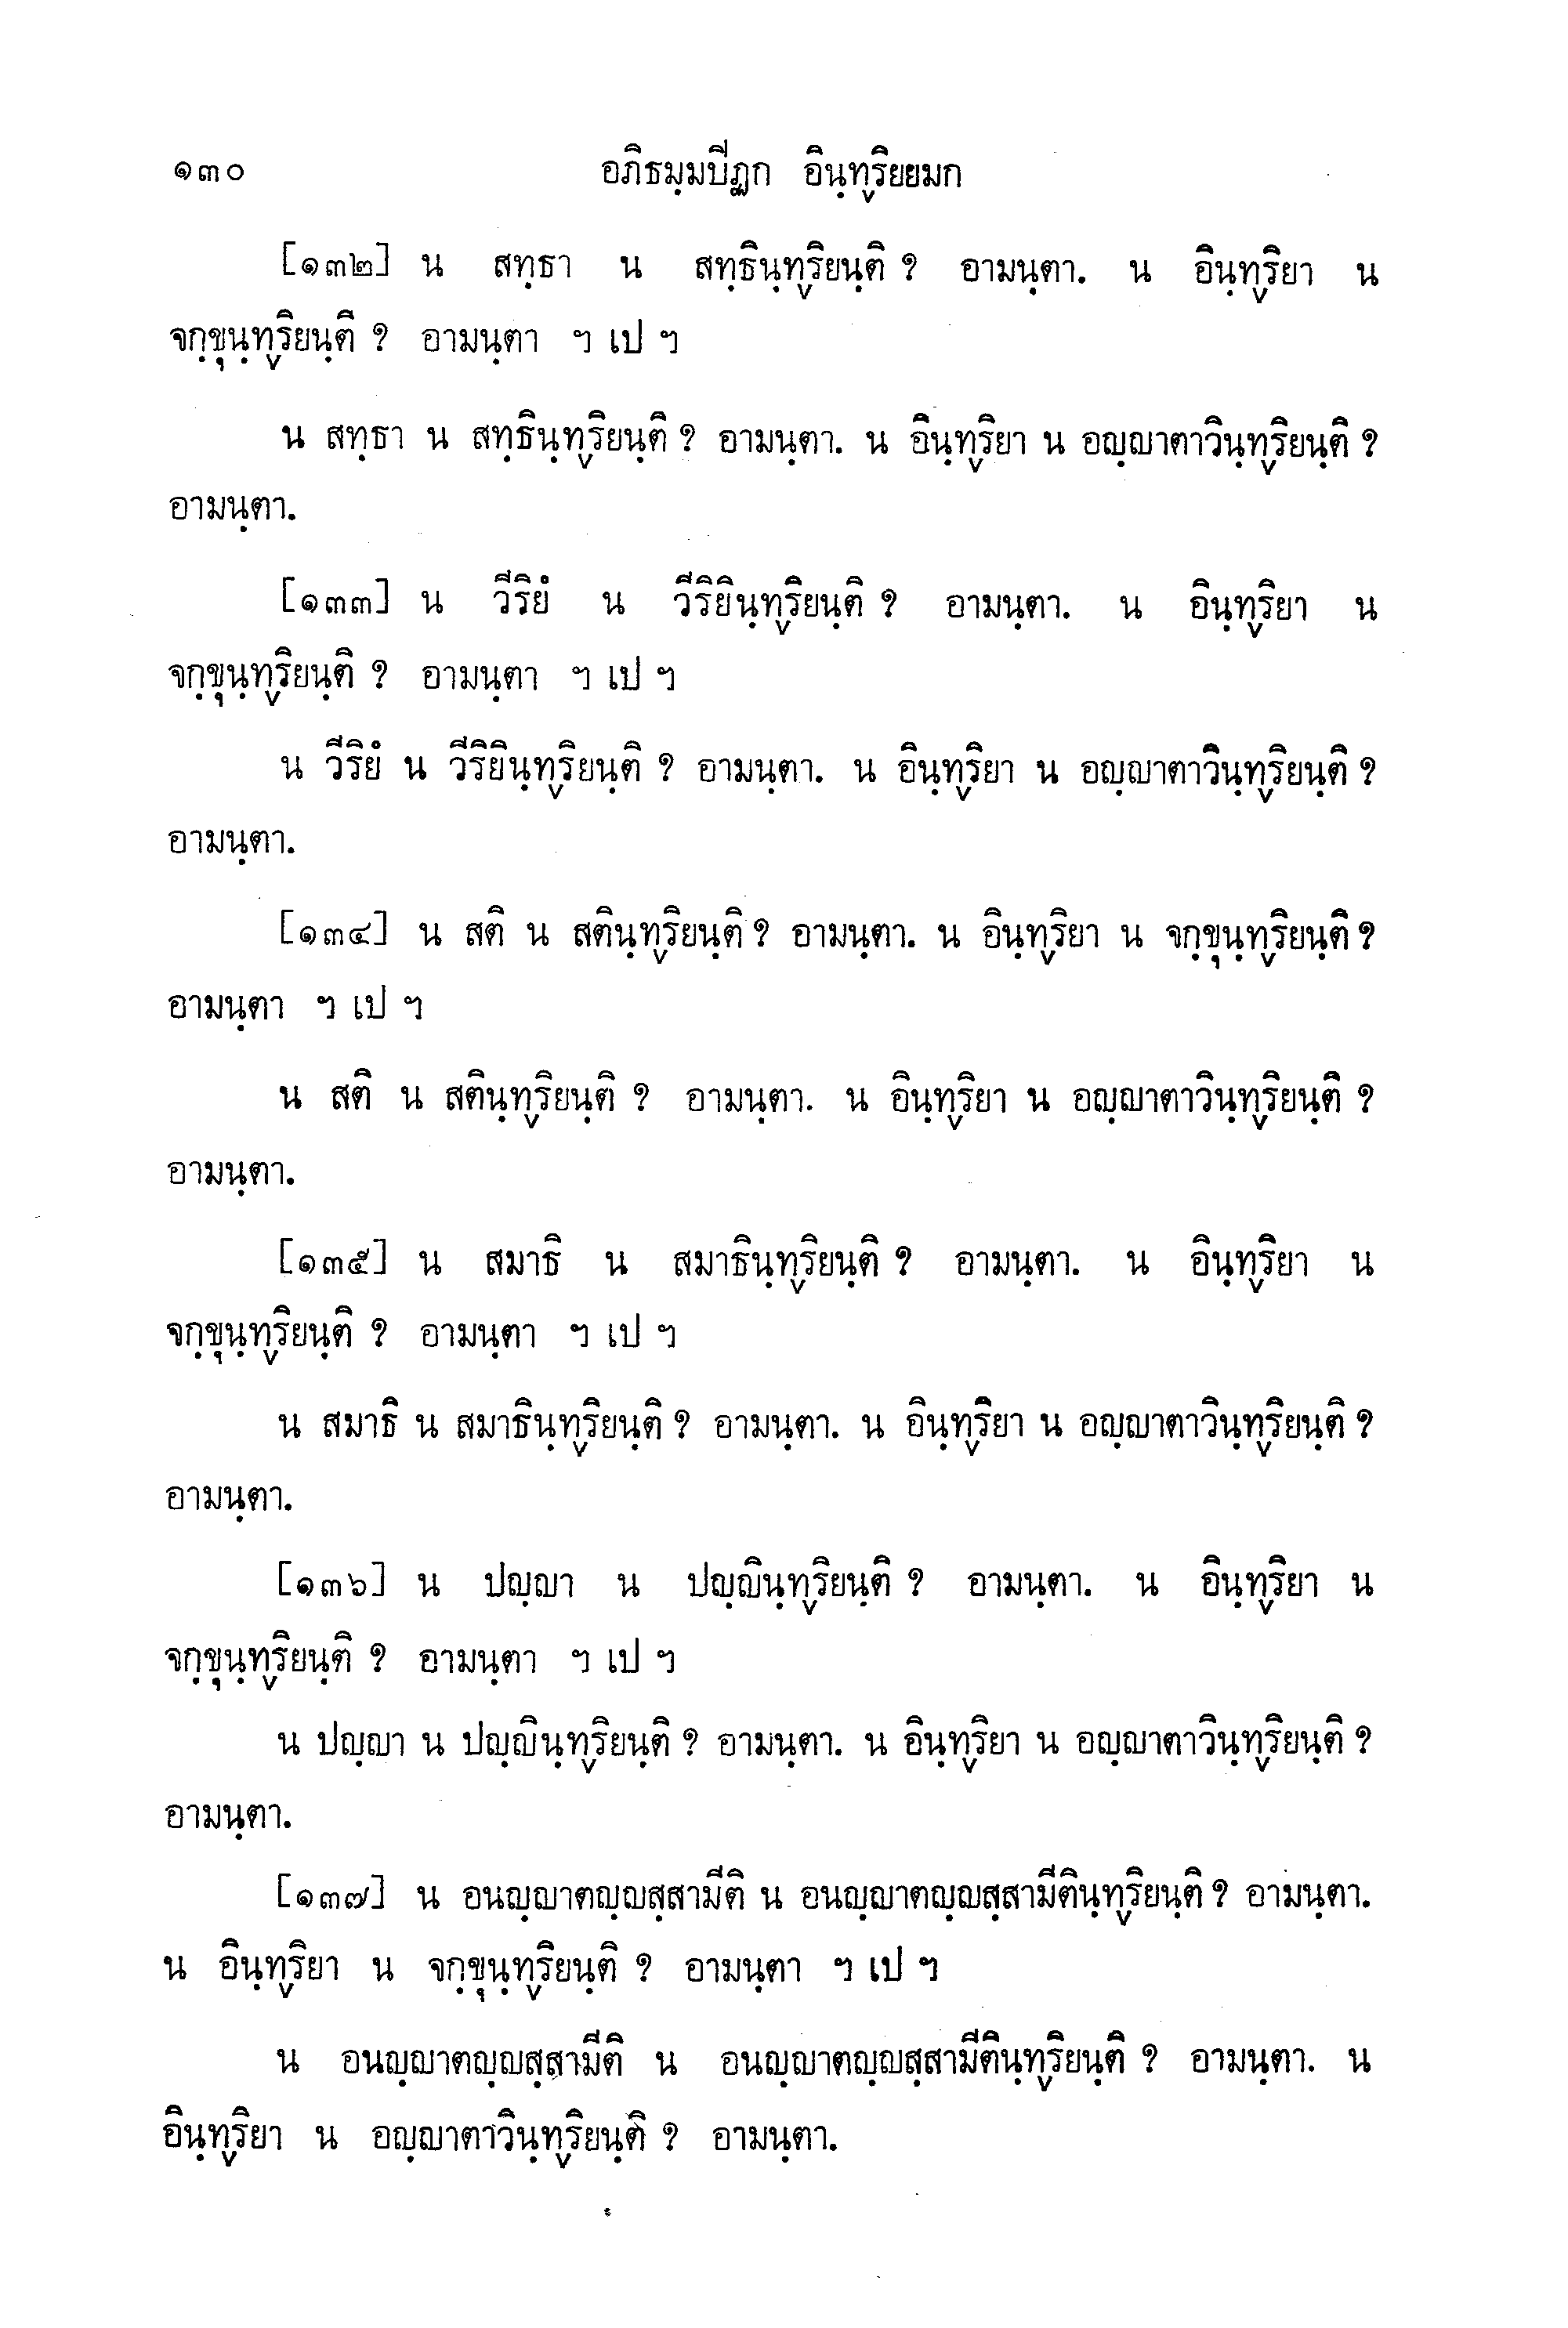 ๑๓๐ อภิธมฺมปิฏก อินฺทฺริยยมก
[๑๓๒] น สทฺธา น สทฺธินฺทฺริยนฺติ ? อามนฺตา. น อินฺทฺริยา น
จกฺขุนฺทฺริยนฺติ ? อามนฺตา ฯ เป ฯ
น สทฺธา น สทฺธินฺทฺริยนฺติ ? อามนฺตา. น อินฺทฺริยา น อญฺญาตาวินฺทฺริยนฺติ ?
อามนฺตา.
[๑๓๓] น วีริยํ น วีริยินฺทฺริยนฺติ ? อามนฺตา. น อินฺทฺริยา น
จกฺขุนฺทฺริยนฺติ ? อามนฺตา ฯ เป ฯ
น วีริยํ น วีริยินฺทฺริยนฺติ ? อามนฺตา. น อินฺทฺริยา น อญฺญาตาวินฺทฺริยนฺติ ?
อามนฺตา.
[๑๓๔] น สติ น สตินฺทฺริยนฺติ ? อามนฺตา. น อินฺทฺริยา น จกฺขุนฺทฺริยนฺติ ?
อามนฺตา ฯ เป ฯ
น สติ น สตินฺทฺริยนฺติ ? อามนฺตา. น อินฺทฺริยา น อญฺญาตาวินฺทฺริยนฺติ ?
อามนฺตา.
[๑๓๕] น สมาธิ น สมาธินฺทฺริยนฺติ ? อามนฺตา. น อินฺทฺริยา น
จกฺขุนฺทฺริยนฺติ ? อามนฺตา ฯ เป ฯ
น สมาธิ น สมาธินฺทฺริยนฺติ ? อามนฺตา. น อินฺทฺริยา น อญฺญาตาวินฺทฺริยนฺติ ?
อามนฺตา.
[๑๓๖] น ปญฺญา น ปญฺญินฺทฺริยนฺติ ? อามนฺตา. น อินฺทฺริยา น
จกฺขุนฺทฺริยนฺติ ? อามนฺตา ฯ เป ฯ
น ปญฺญา น ปญฺญินฺทฺริยนฺติ ? อามนฺตา. น อินฺทฺริยา น อญฺญาตาวินฺทฺริยนฺติ ?
อามนฺตา.
[๑๓๗] น อนญฺญาตญฺญสฺสามีติ น อนญฺญาตญฺญสฺสามีตินฺทฺริยนฺติ ? อามนฺตา.
น อินฺทฺริยา น จกฺขุนฺทฺริยนฺติ ? อามนฺตา ฯ เป ฯ
น อนญฺญาตญฺญสฺสามีติ น อนญฺญาตญฺญสฺสามีตินฺทฺริยนฺติ ? อามนฺตา. น
อินฺทฺริยา น อญฺญาตาวินฺทฺริยนฺติ ? อามนฺตา.